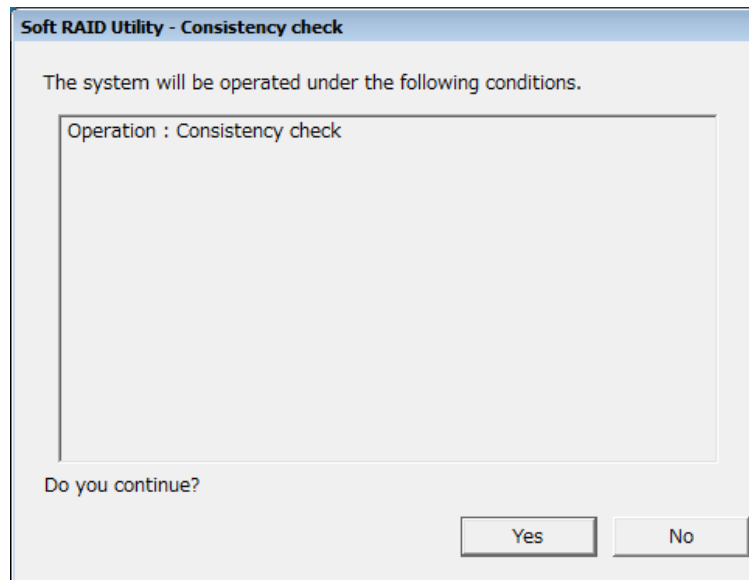 Soft RAID Utility - Consistency check
The system will be operated under the following conditions.
Operation : Consistency check
Do you continue?
Yes
No